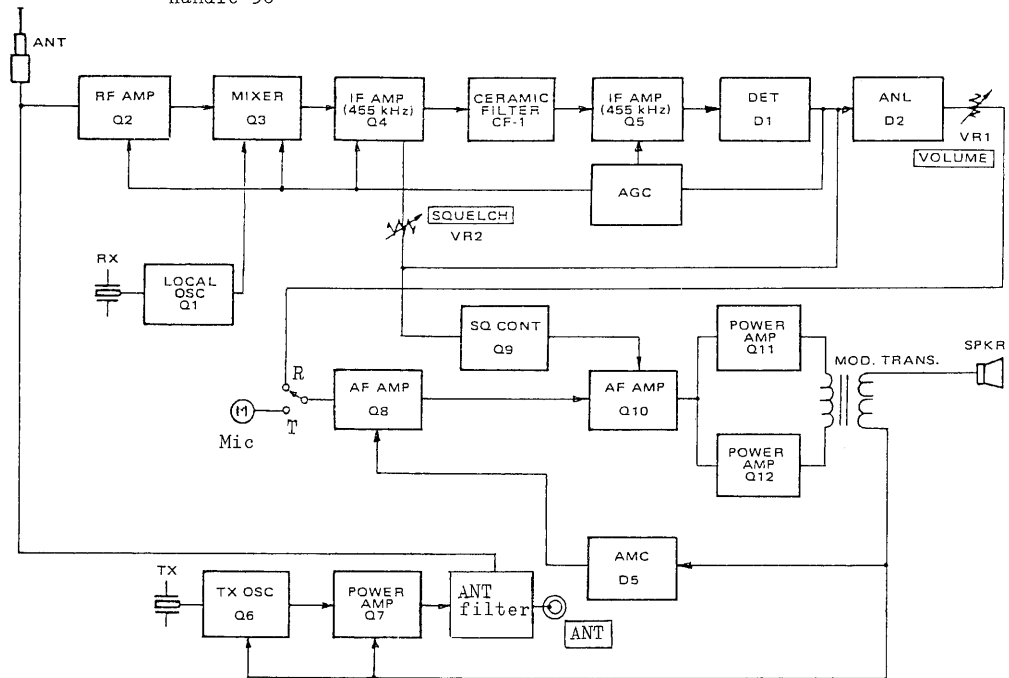 ANT
RF AMP
Q2
MIXER
Q3
IF AMP
(455 kHz)
Q4
CERAMIC
FILTER
CF-1
IF AMP
(455 kHz)
Q5
DET
D1
ANL
D2
VR1
VOLUME
AGC
SQUELCH
VR2
RX
LOCAL
OSC
Q1
SQ CONT
Q9
POWER
AMP
Q11
MOD. TRANS.
SPKR
R
AF AMP
Q8
AF AMP
Q10
M
T
Mic
POWER
AMP
Q12
AMC
D5
TX
TX OSC
Q6
POWER
AMP
Q7
ANT
filter
ANT